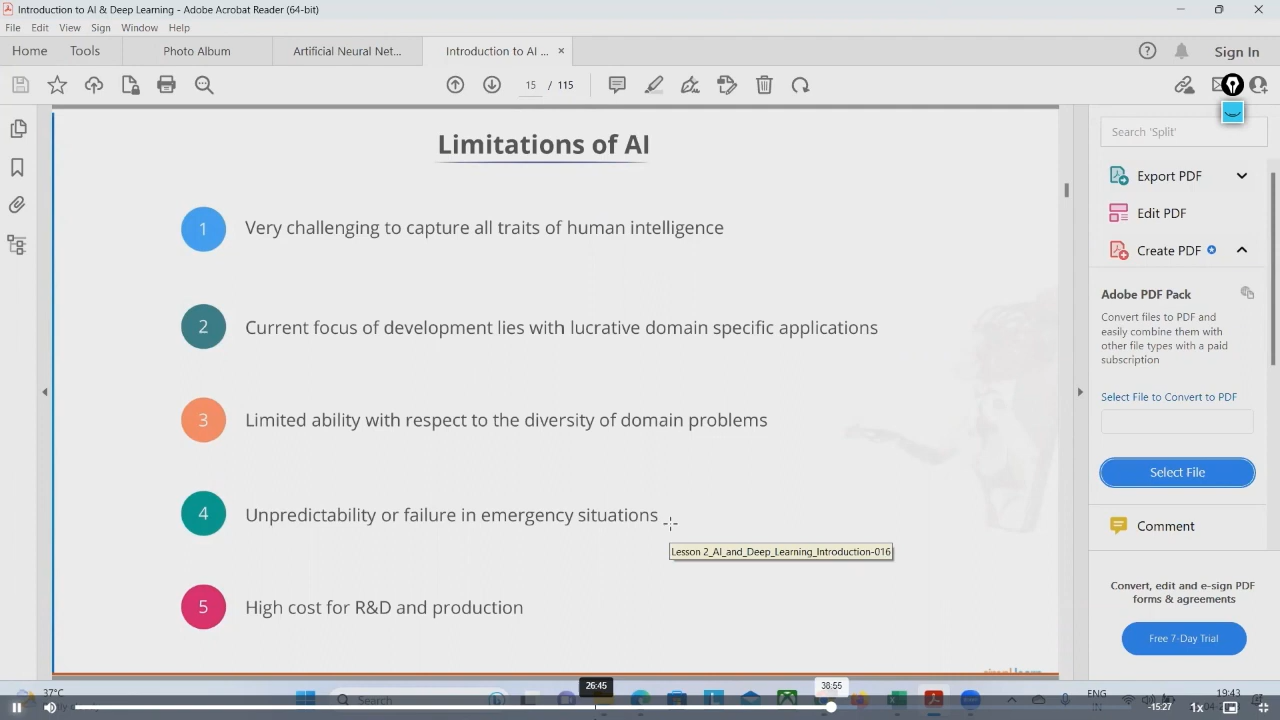 Introduction to AI & Deep Learning - Adobe Acrobat Reader (64-bit)
File Edit View Sign Window Help
Home Tools Photo Album Artificial Neural Net... Introduction to AI ... × Sign In
15 / 115
Limitations of AI
1 Very challenging to capture all traits of human intelligence
2 Current focus of development lies with lucrative domain specific applications
3 Limited ability with respect to the diversity of domain problems
4 Unpredictability or failure in emergency situations
Lesson 2_AI_and_Deep_Learning_Introduction-016
5 High cost for R&D and production
Search 'Split'
Export PDF
Edit PDF
Create PDF
Adobe PDF Pack
Convert files to PDF and
easily combine them with
other file types with a paid
subscription
Select File to Convert to PDF
Select File
Comment
Convert, edit and e-sign PDF
forms & agreements
Free 7-Day Trial
37°C
Search
26:45
38:55
ENG
IN
19:43
-15:27
1x